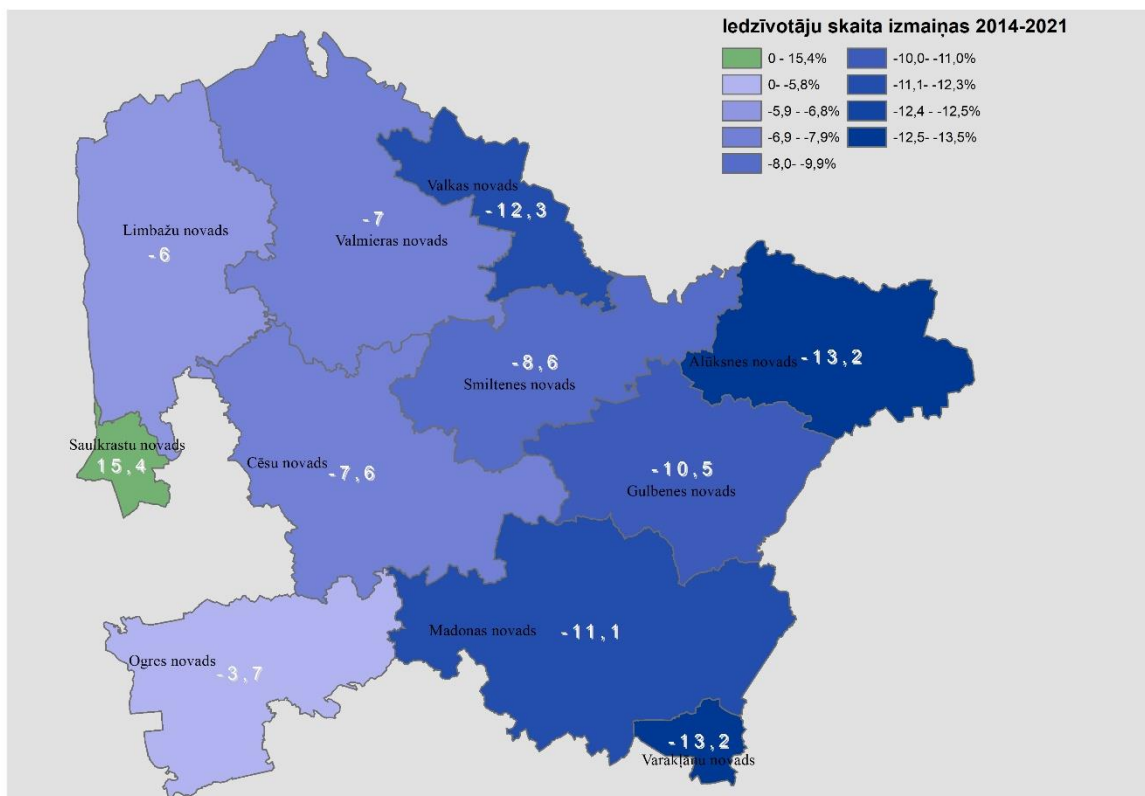 Iedzīvotāju skaita izmaiņas 2014-2021
0 - 15,4%
0- -5,8%
-5,9 - -6,8%
-6,9 - -7,9%
-8,0- -9,9%
-10,0- -11,0%
-11,1- -12,3%
-12,4 - -12,5%
-12,5- -13,5%
Valkas novads
-12,3
Limbažu novads
-6
-7
Valmieras novads
-8,6
Smiltenes novads
-13,2
Alūksnes novads
Saulkrastu novads
15,4
Cēsu novads
-7,6
-10,5
Gulbenes novads
Madonas novads
-11,1
Ogres novads
-3,7
-13,2
Varakļānu novads